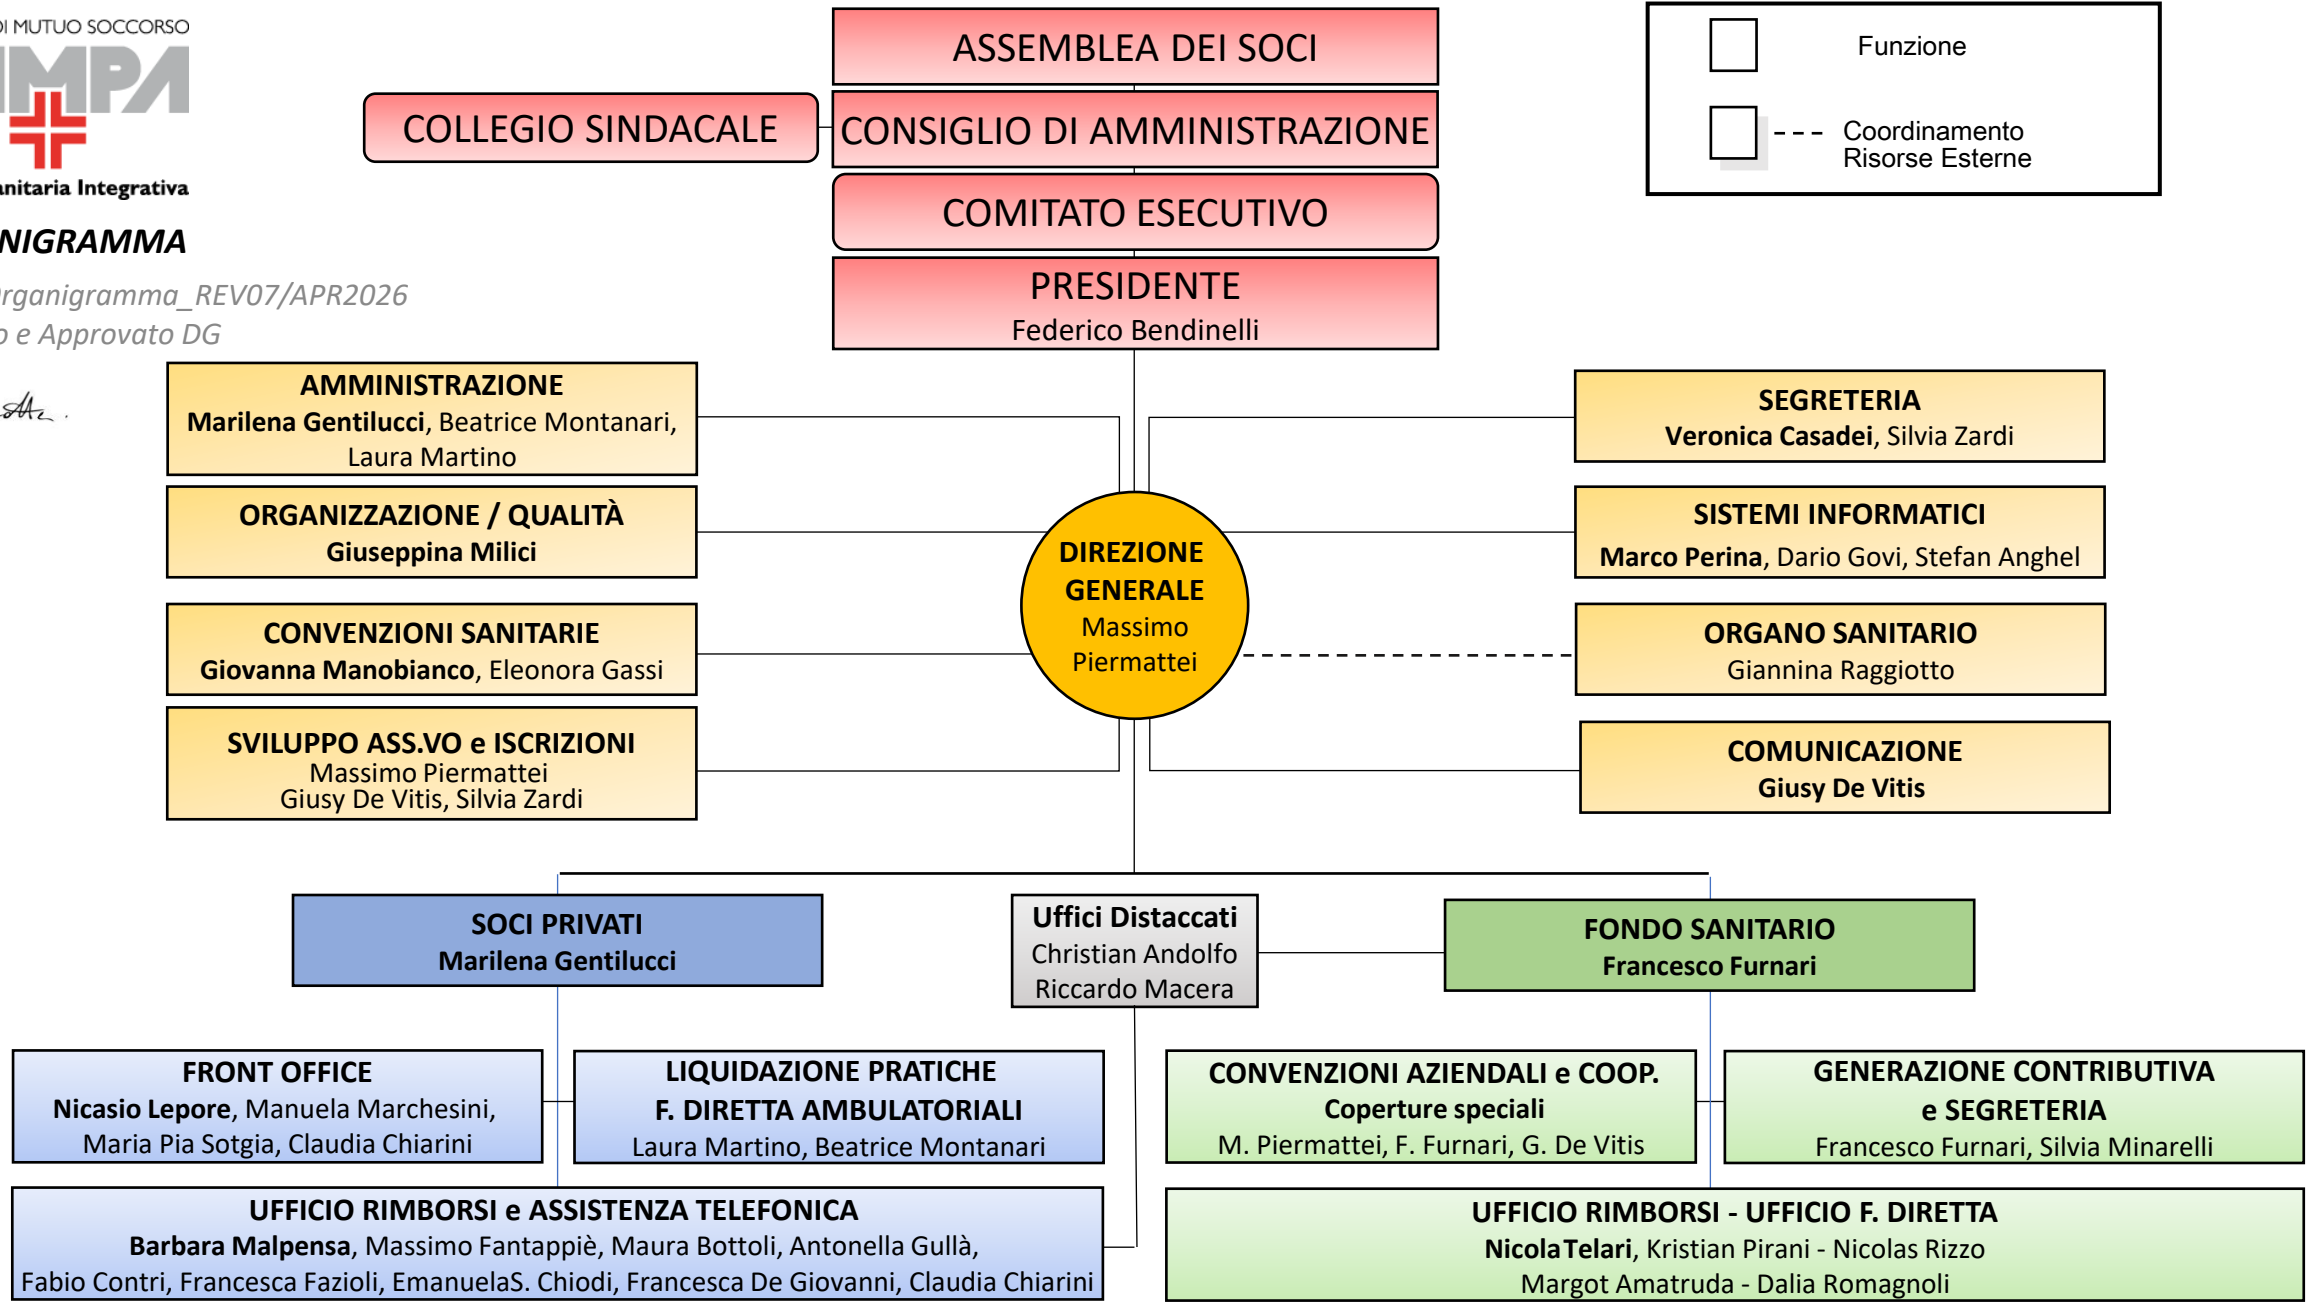 DI MUTUO SOCCORSO
MPA
anitaria Integrativa
NIGRAMMA
rganigramma_REV07/APR2026
o e Approvato DG
ASSEMBLEA DEI SOCI
COLLEGIO SINDACALE
CONSIGLIO DI AMMINISTRAZIONE
COMITATO ESECUTIVO
PRESIDENTE
Federico Bendinelli
Funzione
Coordinamento
Risorse Esterne
AMMINISTRAZIONE
Marilena Gentilucci, Beatrice Montanari,
Laura Martino
ORGANIZZAZIONE / QUALITÀ
Giuseppina Milici
CONVENZIONI SANITARIE
Giovanna Manobianco, Eleonora Gassi
SVILUPPO ASS.VO e ISCRIZIONI
Massimo Piermattei
Giusy De Vitis, Silvia Zardi
DIREZIONE
GENERALE
Massimo
Piermattei
SEGRETERIA
Veronica Casadei, Silvia Zardi
SISTEMI INFORMATICI
Marco Perina, Dario Govi, Stefan Anghel
ORGANO SANITARIO
Giannina Raggiotto
COMUNICAZIONE
Giusy De Vitis
SOCI PRIVATI
Marilena Gentilucci
Uffici Distaccati
Christian Andolfo
Riccardo Macera
FONDO SANITARIO
Francesco Furnari
FRONT OFFICE
Nicasio Lepore, Manuela Marchesini,
Maria Pia Sotgia, Claudia Chiarini
LIQUIDAZIONE PRATICHE
F. DIRETTA AMBULATORIALI
Laura Martino, Beatrice Montanari
CONVENZIONI AZIENDALI e COOP.
Coperture speciali
M. Piermattei, F. Furnari, G. De Vitis
GENERAZIONE CONTRIBUTIVA
e SEGRETERIA
Francesco Furnari, Silvia Minarelli
UFFICIO RIMBORSI e ASSISTENZA TELEFONICA
Barbara Malpensa, Massimo Fantappiè, Maura Bottoli, Antonella Gullà,
Fabio Contri, Francesca Fazioli, EmanuelaS. Chiodi, Francesca De Giovanni, Claudia Chiarini
UFFICIO RIMBORSI - UFFICIO F. DIRETTA
NicolaTelari, Kristian Pirani - Nicolas Rizzo
Margot Amatruda - Dalia Romagnoli